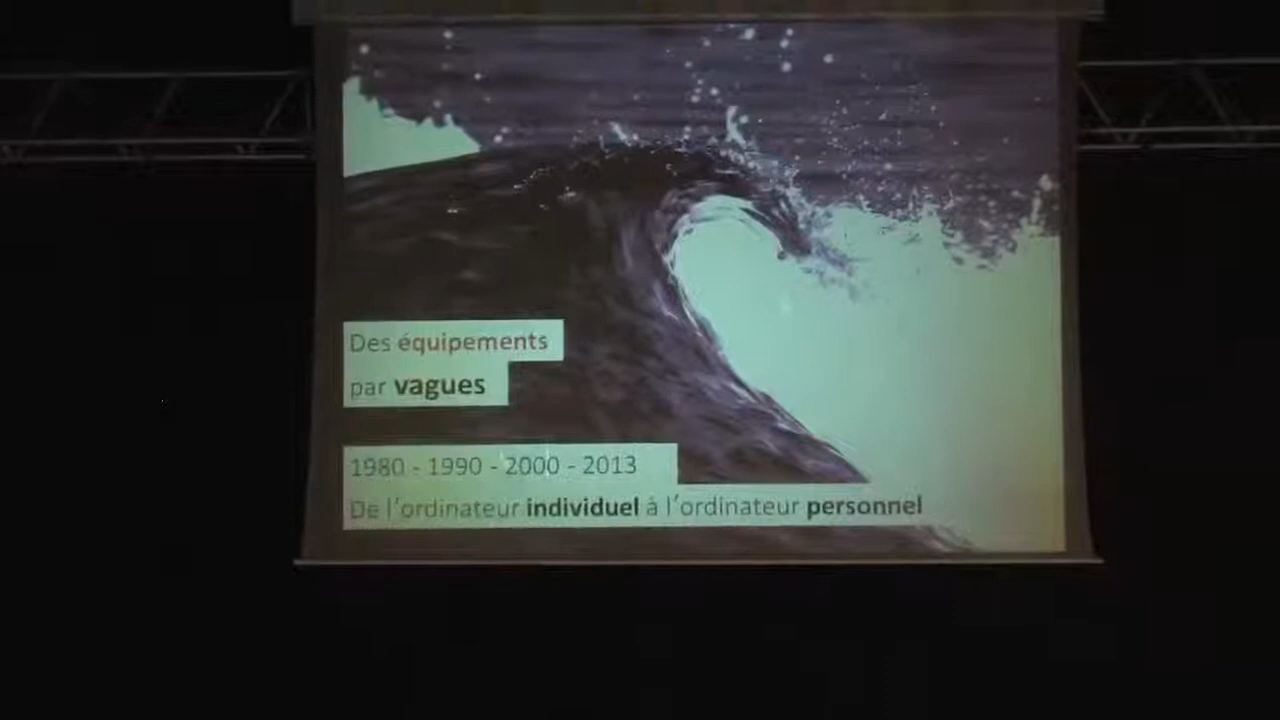 Des équipements
par vagues
1980 - 1990 - 2000 - 2013
De l'ordinateur individuel à l'ordinateur personnel